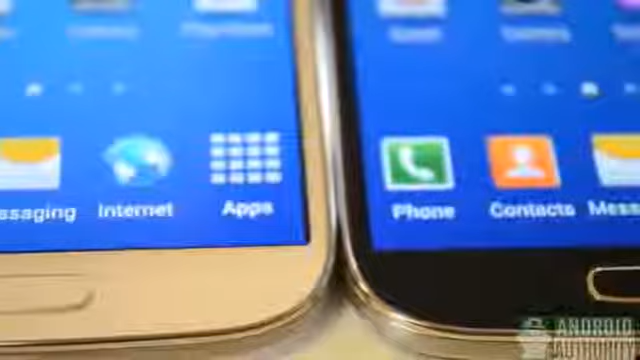 ssaging Internet Apps
Phone Contacts Mess
ANDROID
AUTHORITY